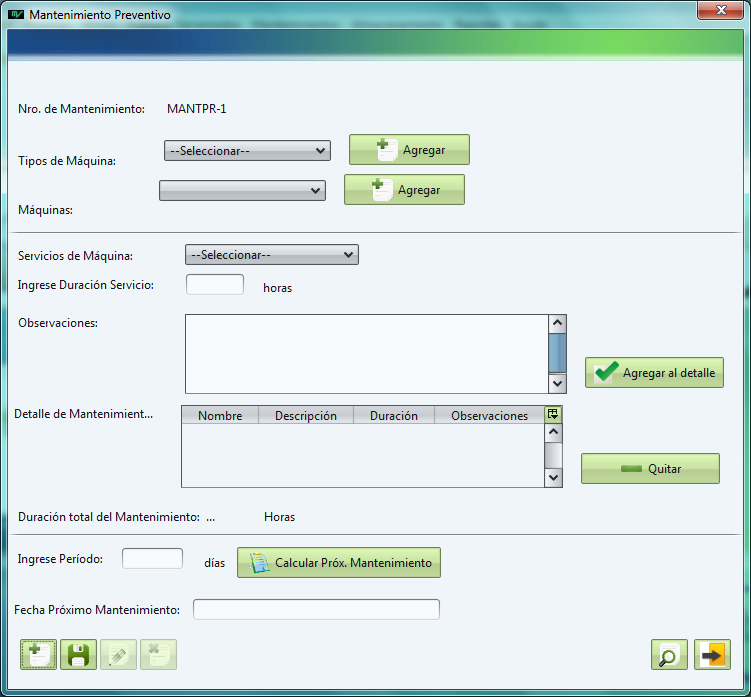 Mantenimiento Preventivo
Nro. de Mantenimiento: MANTPR-1
Tipos de Máquina: --Seleccionar-- Agregar
Máquinas: Agregar
Servicios de Máquina: --Seleccionar--
Ingrese Duración Servicio: horas
Observaciones:
Agregar al detalle
Detalle de Mantenimient... Nombre Descripción Duración Observaciones
Quitar
Duración total del Mantenimiento: ... Horas
Ingrese Período: días Calcular Próx. Mantenimiento
Fecha Próximo Mantenimiento: